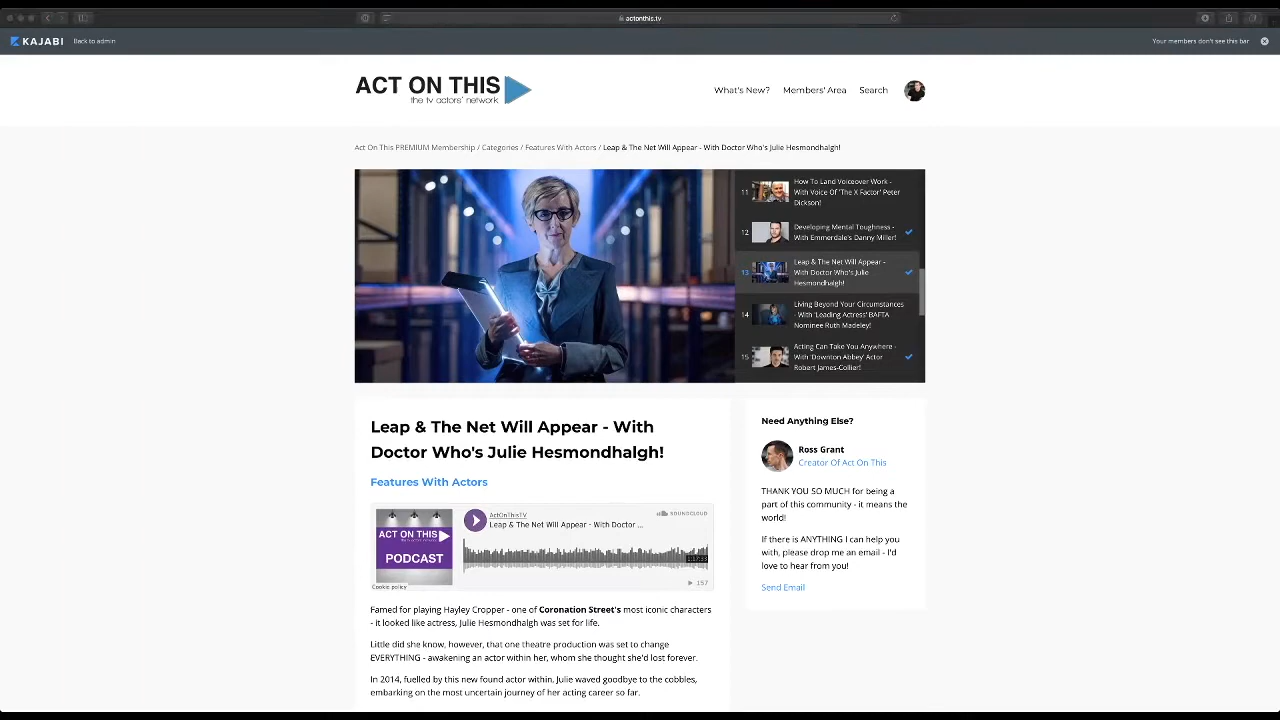 actonthis.tv
KAJABI Back to admin Your members don't see this bar
ACT ON THIS
the tv actors' network
What's New? Members' Area Search
Act On This PREMIUM Membership / Categories / Features With Actors / Leap & The Net Will Appear - With Doctor Who's Julie Hesmondhalgh!
11 How To Land Voiceover Work -
With Voice Of 'The X Factor' Peter
Dickson!
12 Developing Mental Toughness -
With Emmerdale's Danny Miller!
13 Leap & The Net Will Appear -
With Doctor Who's Julie
Hesmondhalgh!
14 Living Beyond Your Circumstances
- With 'Leading Actress' BAFTA
Nominee Ruth Madeley!
15 Acting Can Take You Anywhere -
With 'Downton Abbey' Actor
Robert James-Collier!
Leap & The Net Will Appear - With
Doctor Who's Julie Hesmondhalgh!
Features With Actors
ACT ON THIS
the tv actors' network
PODCAST
Cookie policy
ActOnThisTV
Leap & The Net Will Appear - With Doctor ...
SOUNDCLOUD
1:17:33
157
Famed for playing Hayley Cropper - one of Coronation Street's most iconic characters
- it looked like actress, Julie Hesmondhalgh was set for life.
Little did she know, however, that one theatre production was set to change
EVERYTHING - awakening an actor within her, whom she thought she'd lost forever.
In 2014, fuelled by this new found actor within, Julie waved goodbye to the cobbles,
embarking on the most uncertain journey of her acting career so far.
Need Anything Else?
Ross Grant
Creator Of Act On This
THANK YOU SO MUCH for being a
part of this community - it means the
world!
If there is ANYTHING I can help you
with, please drop me an email - I'd
love to hear from you!
Send Email